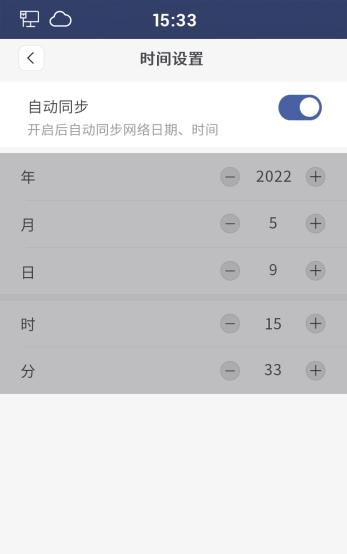 15:33
时间设置
自动同步
开启后自动同步网络日期、时间
年 2022
月 5
日 9
时 15
分 33